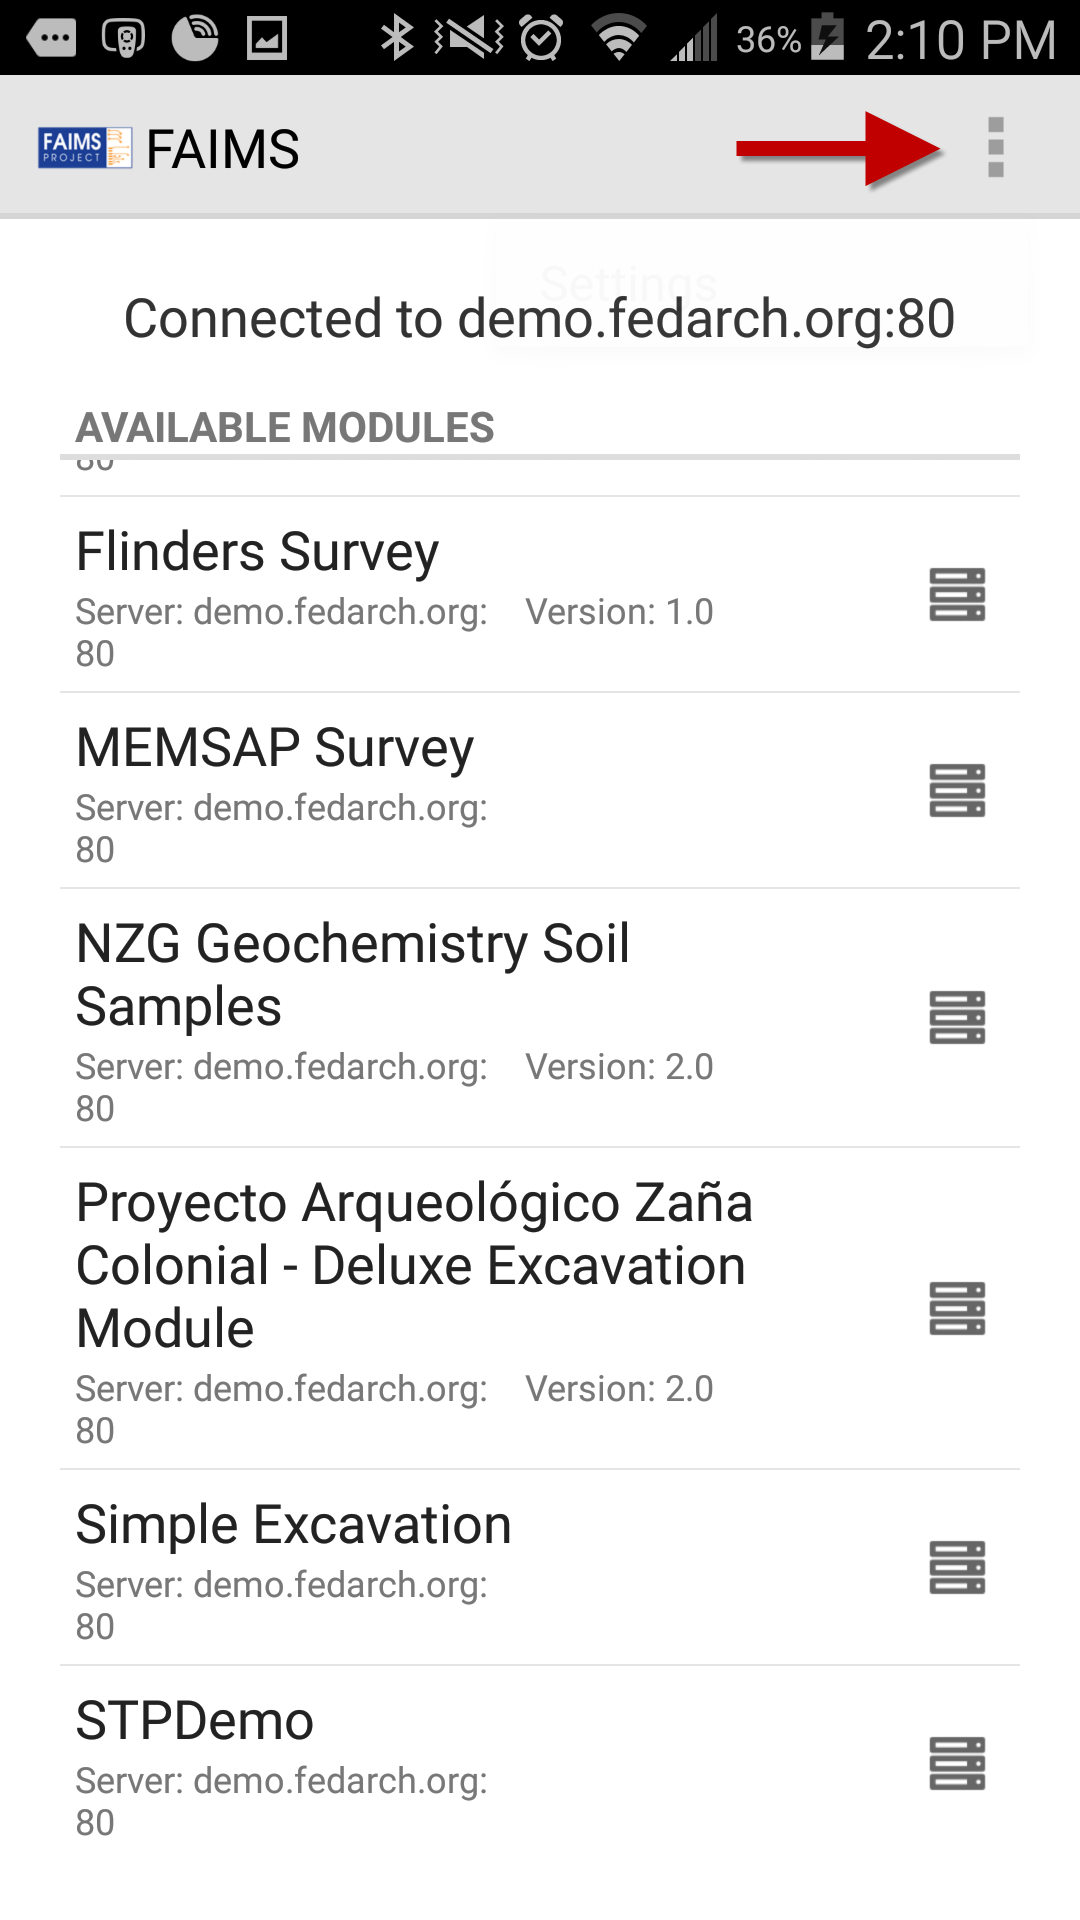 36% 2:10 PM
FAIMS
PROJECT
FAIMS
Settings
Connected to demo.fedarch.org:80
AVAILABLE MODULES
80
Flinders Survey
Server: demo.fedarch.org: Version: 1.0
80
MEMSAP Survey
Server: demo.fedarch.org:
80
NZG Geochemistry Soil
Samples
Server: demo.fedarch.org: Version: 2.0
80
Proyecto Arqueológico Zaña
Colonial - Deluxe Excavation
Module
Server: demo.fedarch.org: Version: 2.0
80
Simple Excavation
Server: demo.fedarch.org:
80
STPDemo
Server: demo.fedarch.org:
80